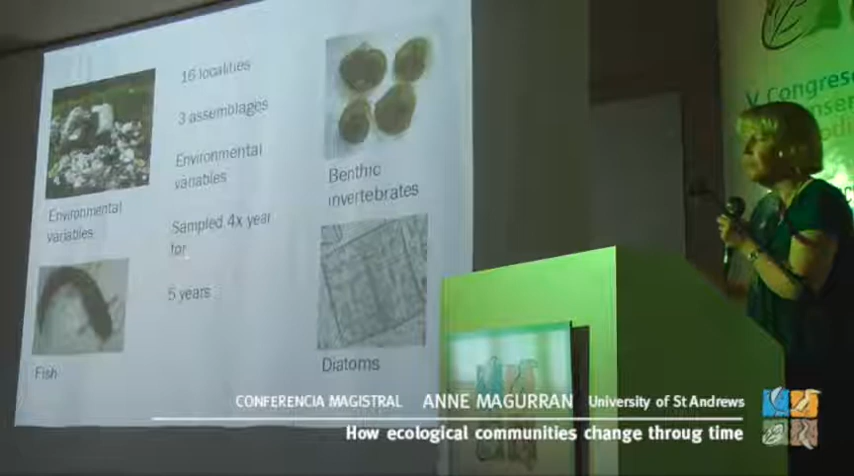 16 localities
3 assemblages
Environmental
variables
Sampled 4x year
for
5 years
Environmental
variables
Fish
Benthic
invertebrates
Diatoms
V Congres
CONFERENCIA MAGISTRAL ANNE MAGURRAN University of St Andrews
How ecological communities change throug time